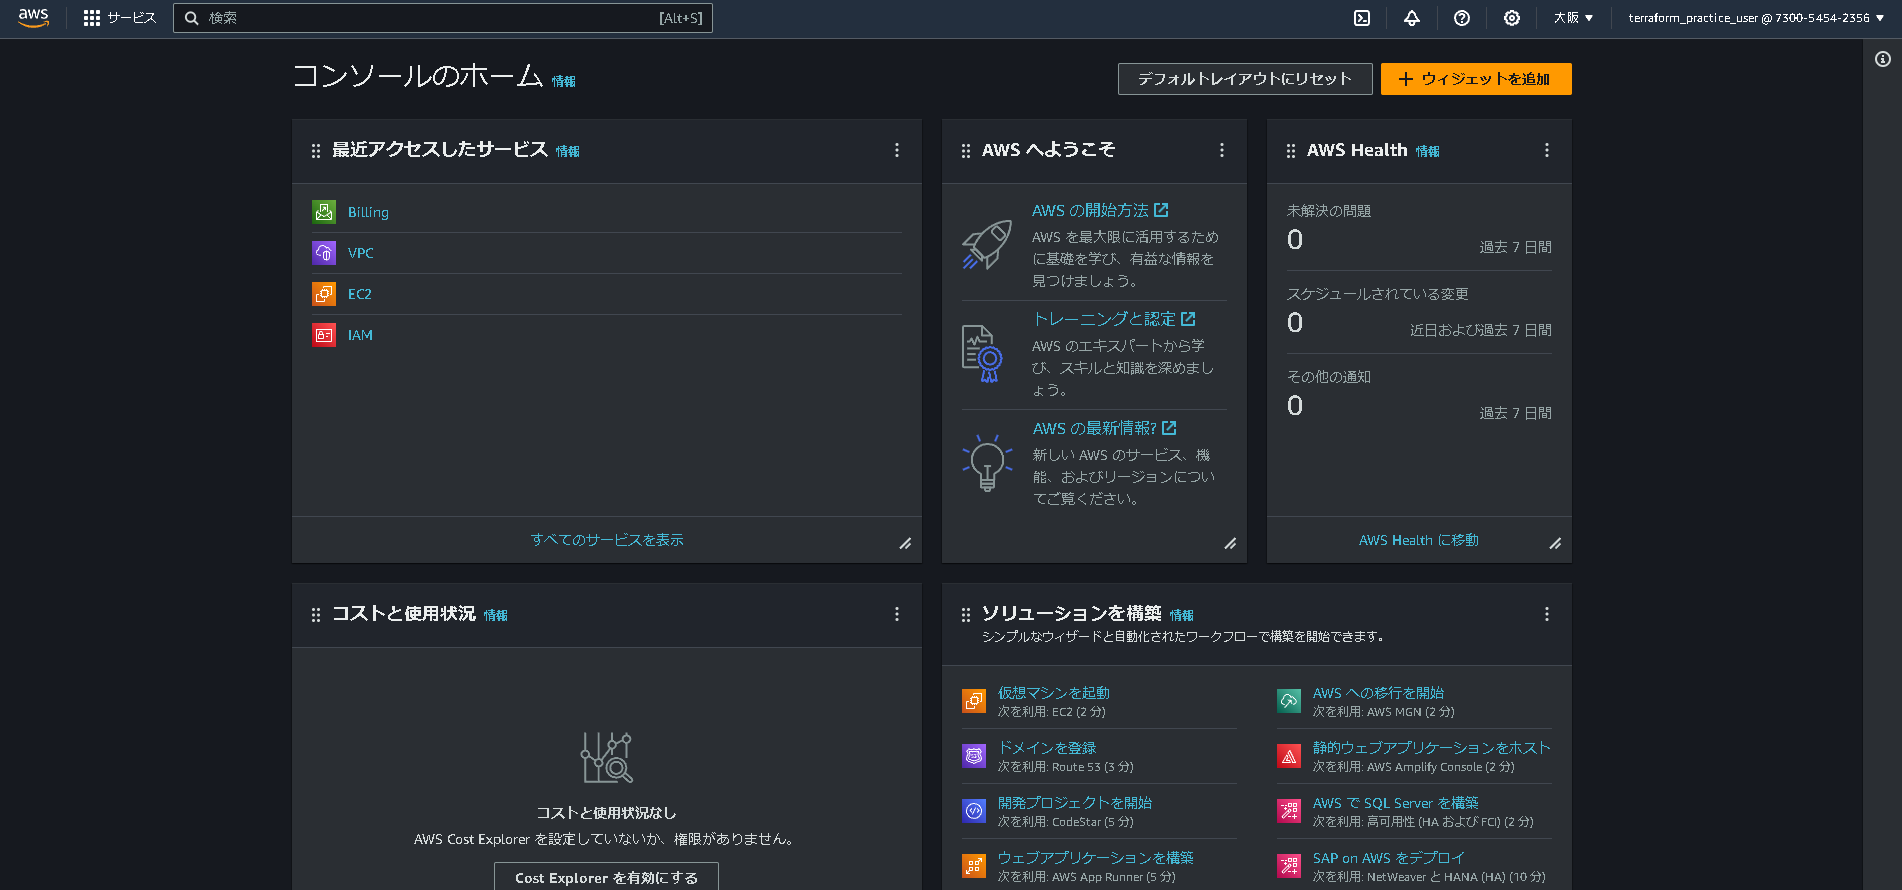 aws
サービス
検索
[Alt+S]
大阪 ▼
terraform_practice_user @ 7300-5454-2356 ▼
コンソールのホーム 情報
デフォルトレイアウトにリセット
+ ウィジェットを追加
最近アクセスしたサービス 情報
Billing
VPC
EC2
IAM
すべてのサービスを表示
AWS へようこそ
AWS の開始方法
AWS を最大限に活用するため
に基礎を学び、有益な情報を
見つけましょう。
トレーニングと認定
AWS のエキスパートから学
び、スキルと知識を深めまし
ょう。
AWS の最新情報?
新しい AWS のサービス、機
能、およびリージョンについ
てご覧ください。
AWS Health 情報
未解決の問題
0
過去 7 日間
スケジュールされている変更
0
近日および過去 7 日間
その他の通知
0
過去 7 日間
AWS Health に移動
コストと使用状況 情報
コストと使用状況なし
AWS Cost Explorer を設定していないか、権限がありません。
Cost Explorer を有効にする
ソリューションを構築 情報
シンプルなウィザードと自動化されたワークフローで構築を開始できます。
仮想マシンを起動
次を利用: EC2 (2 分)
ドメインを登録
次を利用: Route 53 (3 分)
開発プロジェクトを開始
次を利用: CodeStar (5 分)
ウェブアプリケーションを構築
次を利用: AWS App Runner (5 分)
AWS への移行を開始
次を利用: AWS MGN (2 分)
静的ウェブアプリケーションをホスト
次を利用: AWS Amplify Console (2 分)
AWS で SQL Server を構築
次を利用: 高可用性 (HA および FCI) (2 分)
SAP on AWS をデプロイ
次を利用: NetWeaver と HANA (HA) (10 分)